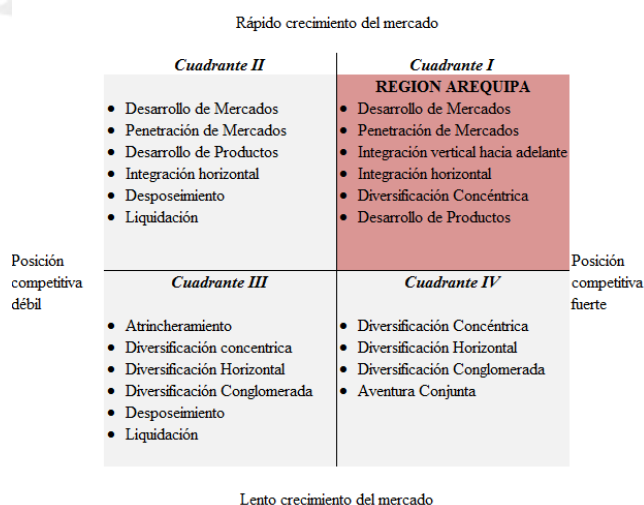 Rápido crecimiento del mercado
Cuadrante II
Desarrollo de Mercados
Penetración de Mercados
Desarrollo de Productos
Integración horizontal
Desposeimiento
Liquidación
Cuadrante I
REGION AREQUIPA
Desarrollo de Mercados
Penetración de Mercados
Integración vertical hacia adelante
Integración horizontal
Diversificación Concéntrica
Desarrollo de Productos
Posición
competitiva
débil
Posición
competitiva
fuerte
Cuadrante III
Atrincheramiento
Diversificación concentrica
Diversificación Horizontal
Diversificación Conglomerada
Desposeimiento
Liquidación
Cuadrante IV
Diversificación Concéntrica
Diversificación Horizontal
Diversificación Conglomerada
Aventura Conjunta
Lento crecimiento del mercado